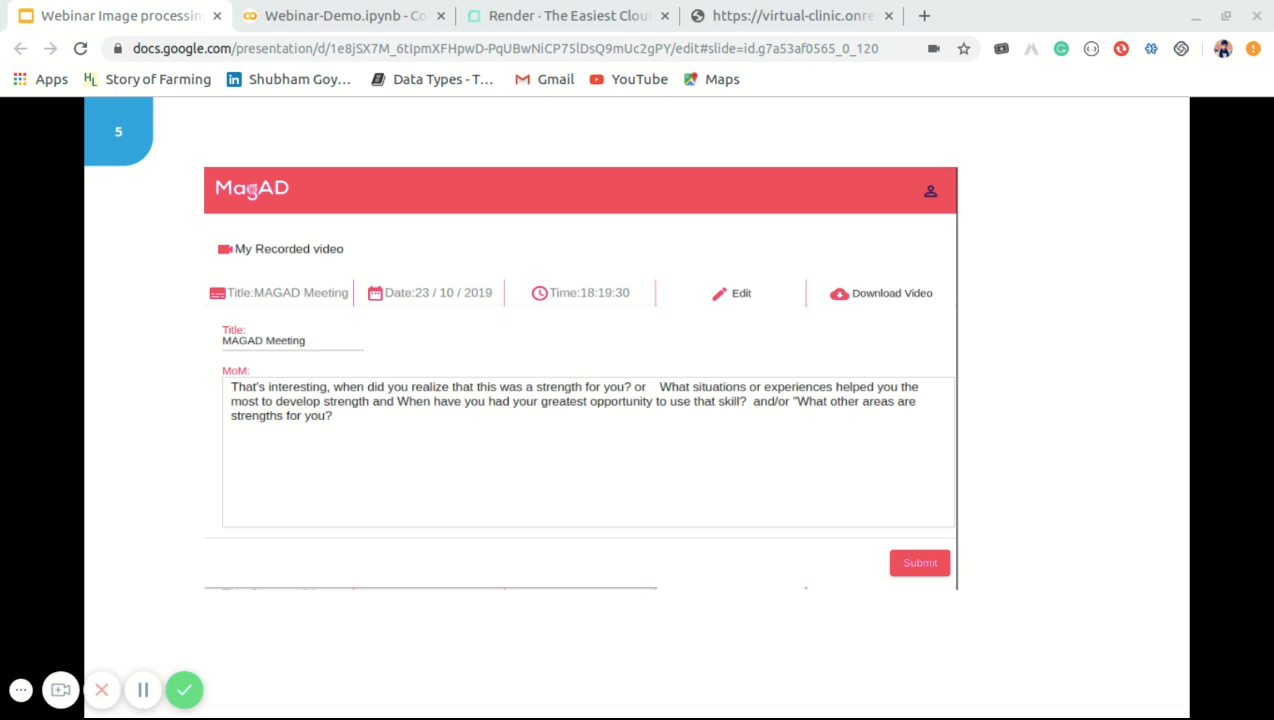 Webinar Image processin
Webinar-Demo.ipynb - Co
Render · The Easiest Clou
https://virtual-clinic.onre
docs.google.com/presentation/d/1e8jSX7M_6tIpmXFHpwD-PqUBwNiCP75lDsQ9mUc2gPY/edit#slide=id.g7a53af0565_0_120
Apps
HL Story of Farming
in Shubham Goy...
Data Types - T...
Gmail
YouTube
Maps
5
MagAD
My Recorded video
Title:MAGAD Meeting
Date:23 / 10 / 2019
Time:18:19:30
Edit
Download Video
Title:
MAGAD Meeting
MoM:
That's interesting, when did you realize that this was a strength for you? or What situations or experiences helped you the
most to develop strength and When have you had your greatest opportunity to use that skill? and/or "What other areas are
strengths for you?
Submit